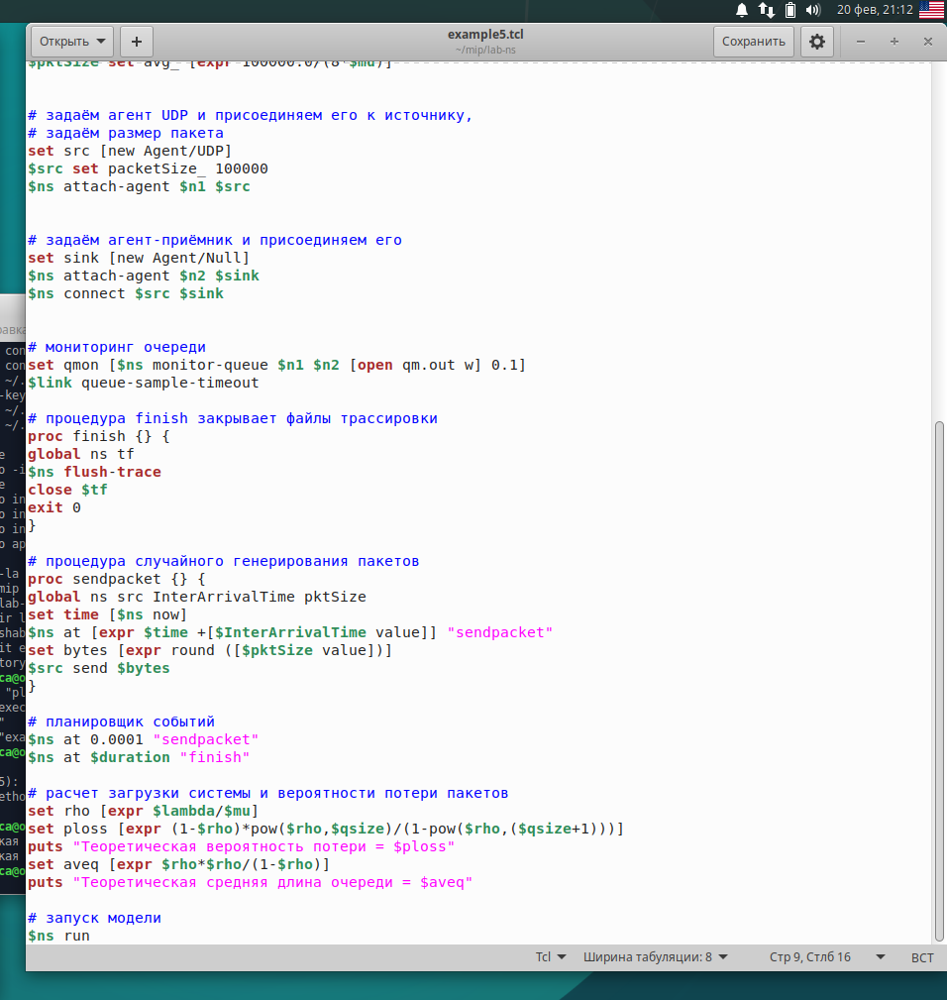 20 фев, 21:12
Открыть
+
example5.tcl
~/mip/lab-ns
Сохранить
$pktSize set avg_ [expr 100000.0/(8*$mu)]
# задаём агент UDP и присоединяем его к источнику,
# задаём размер пакета
set src [new Agent/UDP]
$src set packetSize_ 100000
$ns attach-agent $n1 $src
# задаём агент-приёмник и присоединяем его
set sink [new Agent/Null]
$ns attach-agent $n2 $sink
$ns connect $src $sink
# мониторинг очереди
set qmon [$ns monitor-queue $n1 $n2 [open qm.out w] 0.1]
$link queue-sample-timeout
# процедура finish закрывает файлы трассировки
proc finish {} {
global ns tf
$ns flush-trace
close $tf
exit 0
}
# процедура случайного генерирования пакетов
proc sendpacket {} {
global ns src InterArrivalTime pktSize
set time [$ns now]
$ns at [expr $time +[$InterArrivalTime value]] "sendpacket"
set bytes [expr round ([$pktSize value])]
$src send $bytes
}
# планировщик событий
$ns at 0.0001 "sendpacket"
$ns at $duration "finish"
# расчет загрузки системы и вероятности потери пакетов
set rho [expr $lambda/$mu]
set ploss [expr (1-$rho)*pow($rho,$qsize)/(1-pow($rho,($qsize+1)))]
puts "Теоретическая вероятность потери = $ploss"
set aveq [expr $rho*$rho/(1-$rho)]
puts "Теоретическая средняя длина очереди = $aveq"
# запуск модели
$ns run
Tcl
Ширина табуляции: 8
Стр 9, Стлб 16
ВСТ